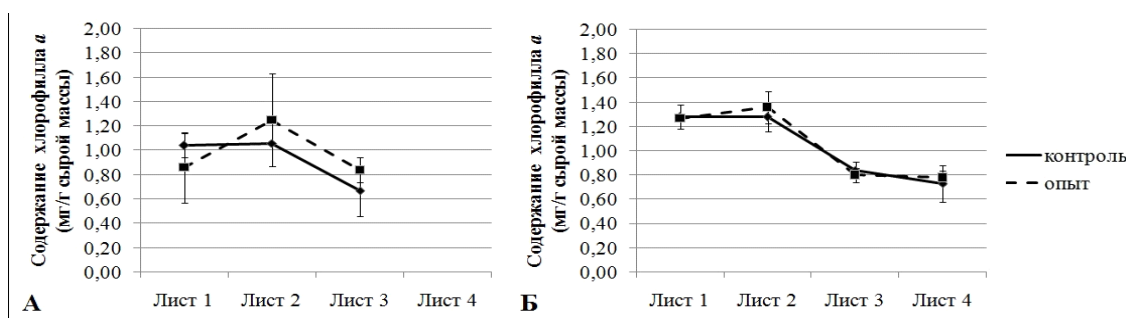 Содержание хлорофилла а
(мг/г сырой массы)
2,00
1,80
1,60
1,40
1,20
1,00
0,80
0,60
0,40
0,20
0,00
А
Лист 1 Лист 2 Лист 3 Лист 4
Содержание хлорофилла а
(мг/г сырой массы)
2,00
1,80
1,60
1,40
1,20
1,00
0,80
0,60
0,40
0,20
0,00
Б
Лист 1 Лист 2 Лист 3 Лист 4
контроль
опыт